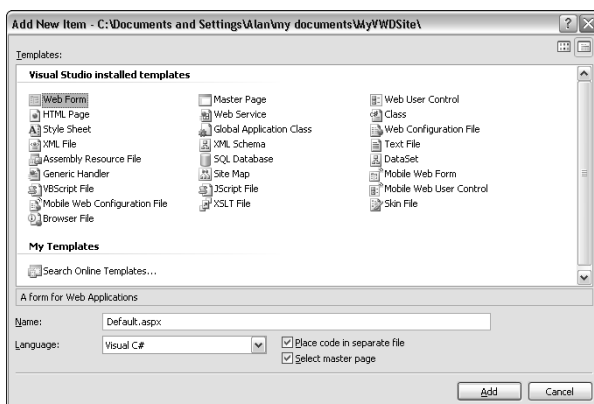 Add New Item - C:\Documents and Settings\Alan\my documents\MyVWDSite\
Templates:
Visual Studio installed templates
Web Form Master Page Web User Control
HTML Page Web Service Class
Style Sheet Global Application Class Web Configuration File
XML File XML Schema Text File
Assembly Resource File SQL Database DataSet
Generic Handler Site Map Mobile Web Form
VBScript File JScript File Mobile Web User Control
Mobile Web Configuration File XSLT File Skin File
Browser File
My Templates
Search Online Templates...
A form for Web Applications
Name: Default.aspx
Language: Visual C# Place code in separate file
Select master page
Add Cancel